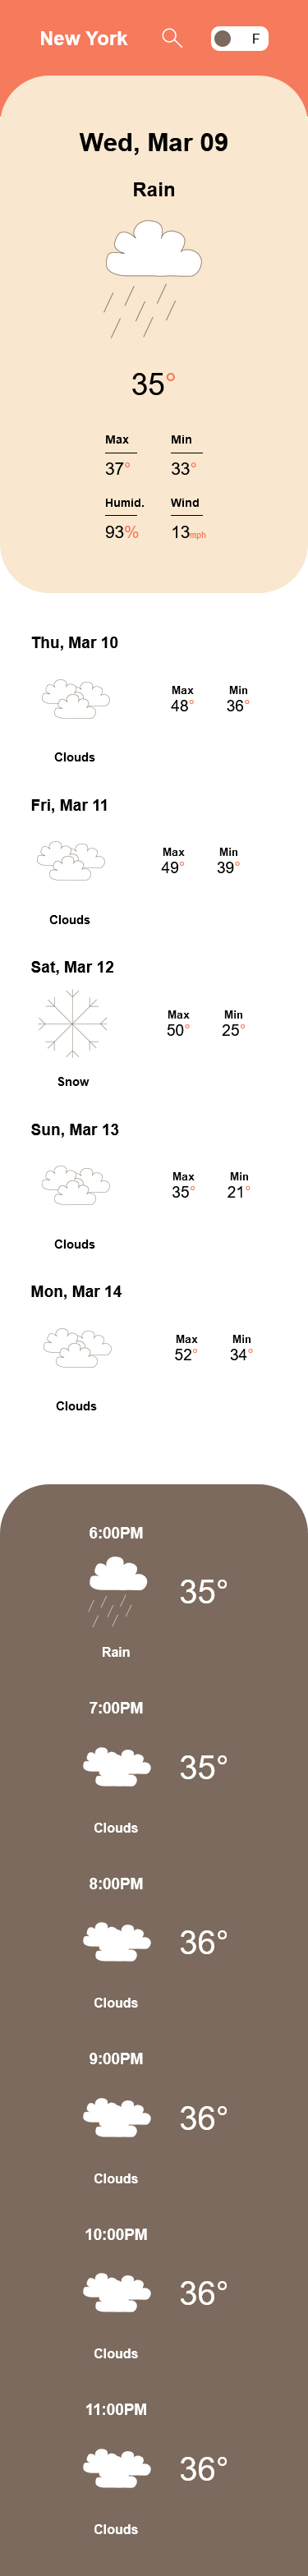 New York
F
Wed, Mar 09
Rain
35°
Max Min
37° 33°
Humid. Wind
93% 13mph
Thu, Mar 10
Max Min
48° 36°
Clouds
Fri, Mar 11
Max Min
49° 39°
Clouds
Sat, Mar 12
Max Min
50° 25°
Snow
Sun, Mar 13
Max Min
35° 21°
Clouds
Mon, Mar 14
Max Min
52° 34°
Clouds
6:00PM
35°
Rain
7:00PM
35°
Clouds
8:00PM
36°
Clouds
9:00PM
36°
Clouds
10:00PM
36°
Clouds
11:00PM
36°
Clouds